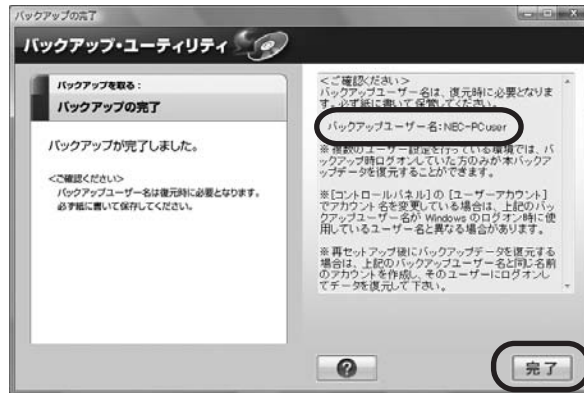 バックアップの完了
バックアップ・ユーティリティ
バックアップを取る：
バックアップの完了
バックアップが完了しました。
<ご確認ください>
バックアップユーザー名は復元時に必要となります。
必ず紙に書いて保存してください。
<ご確認ください>
バックアップユーザー名は、復元時に必要となりま
す。必ず紙に書いて保管してください。
バックアップユーザー名：NEC-PCuser
※複数のユーザー設定を行っている環境では、バ
ックアップ時ログオンしていた方のみが本バックア
ップデータを復元することができます。
※[コントロールパネル]の[ユーザーアカウント]
でアカウント名を変更している場合は、上記のバッ
クアップユーザー名が Windows のログオン時に使
用しているユーザー名と異なる場合があります。
※再セットアップ後にバックアップデータを復元する
場合は、上記のバックアップユーザー名と同じ名前
のアカウントを作成し、そのユーザーにログオンし
てデータを復元して下さい。
?
完了